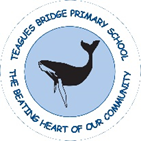 TEAGUES BRIDGE PRIMARY SCHOOL
THE BEATING HEART OF OUR COMMUNITY